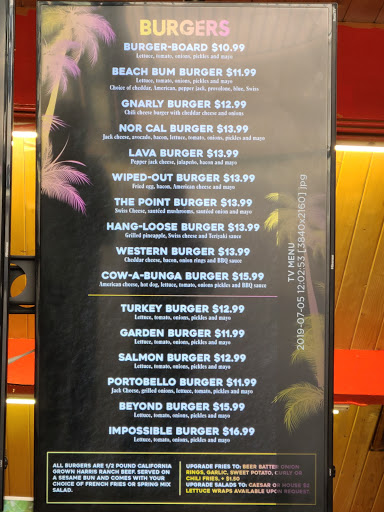 BURGERS
BURGER-BOARD $10.99
Lettuce, tomato, onions, pickles and mayo
BEACH BUM BURGER $11.99
Lettuce, tomato, onions, pickles and mayo
Choice of cheddar, American, pepper jack, provolone, bleu, Swiss
GNARLY BURGER $12.99
Chili cheese burger with cheddar cheese and onions
NOR CAL BURGER $13.99
Jack cheese, avocado, bacon, lettuce, tomato, onions, pickles and mayo
LAVA BURGER $13.99
Pepper jack cheese, jalapeño, bacon and mayo
WIPED-OUT BURGER $13.99
Fried egg, bacon, American cheese and mayo
THE POINT BURGER $13.99
Swiss Cheese, sautéed mushrooms, sautéed onion and mayo
HANG-LOOSE BURGER $13.99
Grilled pineapple, Swiss cheese and Teriyaki sauce
WESTERN BURGER $13.99
Cheddar cheese, bacon, onion rings and BBQ sauce
COW-A-BUNGA BURGER $15.99
American cheese, hot dog, lettuce, tomato, onions pickles and BBQ sauce
TURKEY BURGER $12.99
Lettuce, tomato, onions, pickles and mayo
GARDEN BURGER $11.99
Lettuce, tomato, onions, pickles and mayo
SALMON BURGER $12.99
Lettuce, tomato, onions, pickles and mayo
PORTOBELLO BURGER $11.99
Jack Cheese, grilled onions, lettuce, tomato, pickles and mayo
BEYOND BURGER $15.99
Lettuce, tomato, onions, pickles and mayo
IMPOSSIBLE BURGER $16.99
Lettuce, tomato, onions, pickles and mayo
ALL BURGERS ARE 1/2 POUND CALIFORNIA
GROWN HARRIS RANCH BEEF. SERVED ON
A SESAME BUN AND COMES WITH YOUR
CHOICE OF FRENCH FRIES OR SPRING MIX
SALAD.
UPGRADE FRIES TO: BEER BATTER ONION
RINGS, GARLIC, SWEET POTATO, CURLY OR
CHILI FRIES. + $1.50
UPGRADE SALADS TO: CAESAR OR HOUSE $2
LETTUCE WRAPS AVAILABLE UPON REQUEST.
TV MENU
2019-07-05 12:02:53 [3840x2160].jpg